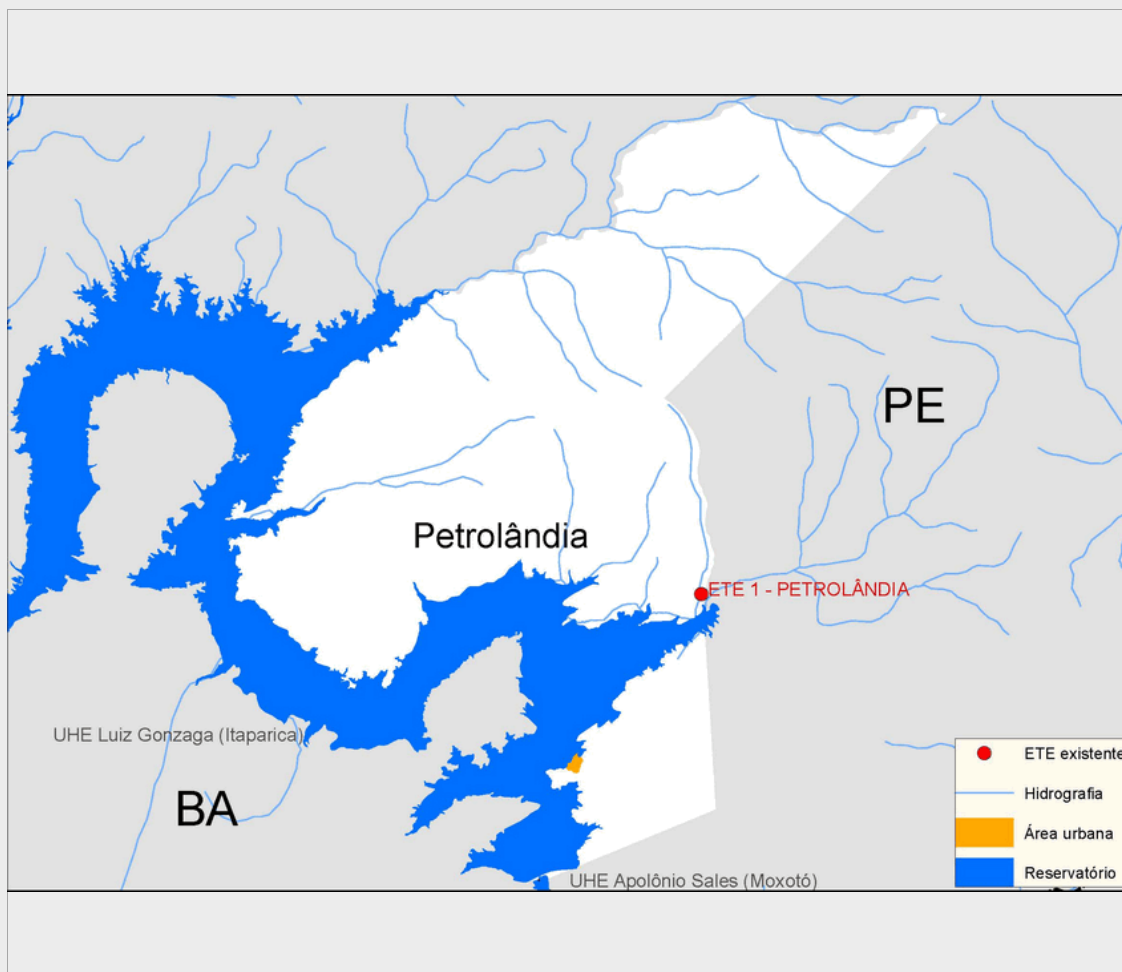 PE
Petrolândia
ETE 1 - PETROLÂNDIA
UHE Luiz Gonzaga (Itaparica)
BA
ETE existente
Hidrografia
Área urbana
Reservatório
UHE Apolônio Sales (Moxotó)